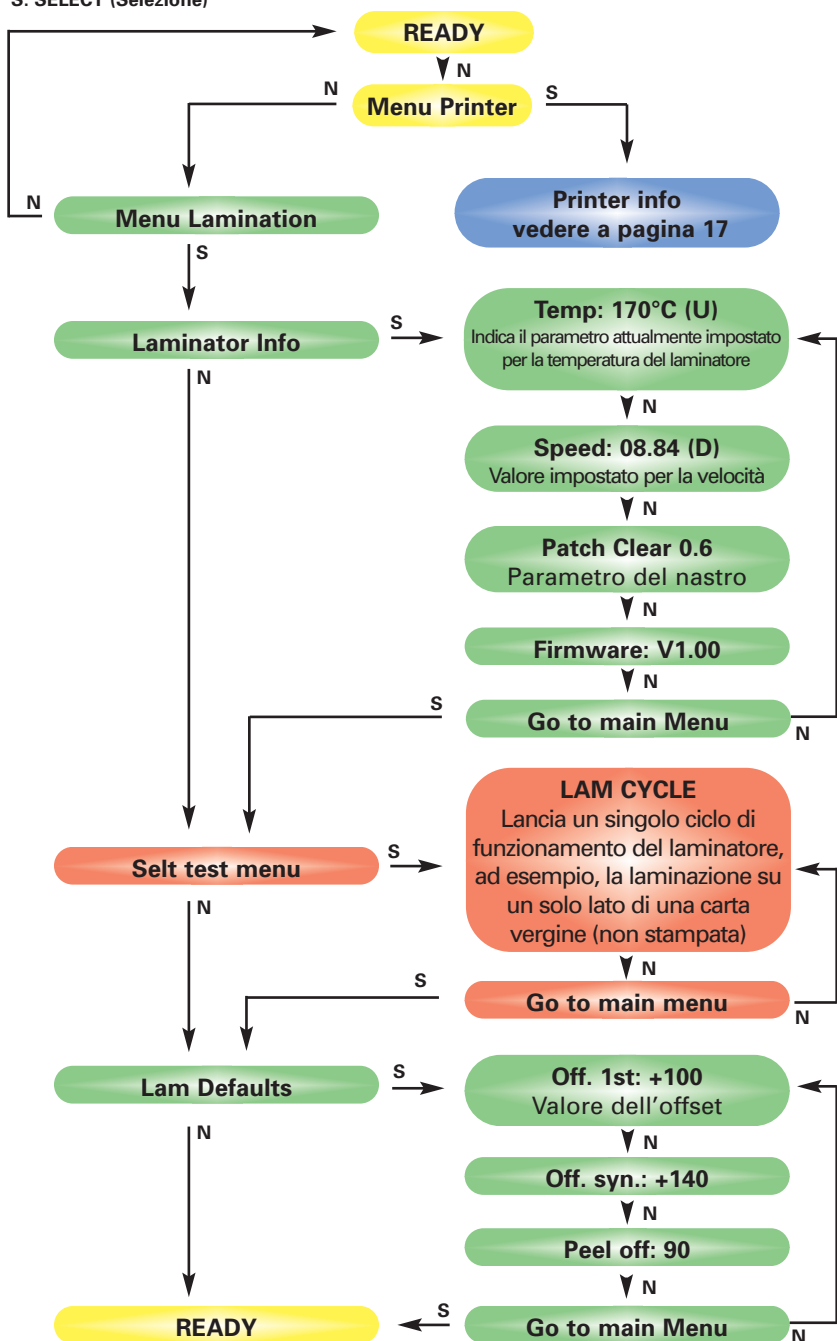 S: SELECT (Selezione)
READY
N
N
Menu Printer
S
N
Menu Lamination
Printer info
vedere a pagina 17
S
Laminator Info
S
Temp: 170°C (U)
Indica il parametro attualmente impostato
per la temperatura del laminatore
N
N
Speed: 08.84 (D)
Valore impostato per la velocità
N
Patch Clear 0.6
Parametro del nastro
N
Firmware: V1.00
N
S
Go to main Menu
N
LAM CYCLE
Lancia un singolo ciclo di
funzionamento del laminatore,
ad esempio, la laminazione su
un solo lato di una carta
vergine (non stampata)
Selt test menu
S
N
N
S
Go to main menu
N
Lam Defaults
S
Off. 1st: +100
Valore dell'offset
N
N
Off. syn.: +140
N
Peel off: 90
N
READY
S
Go to main Menu
N